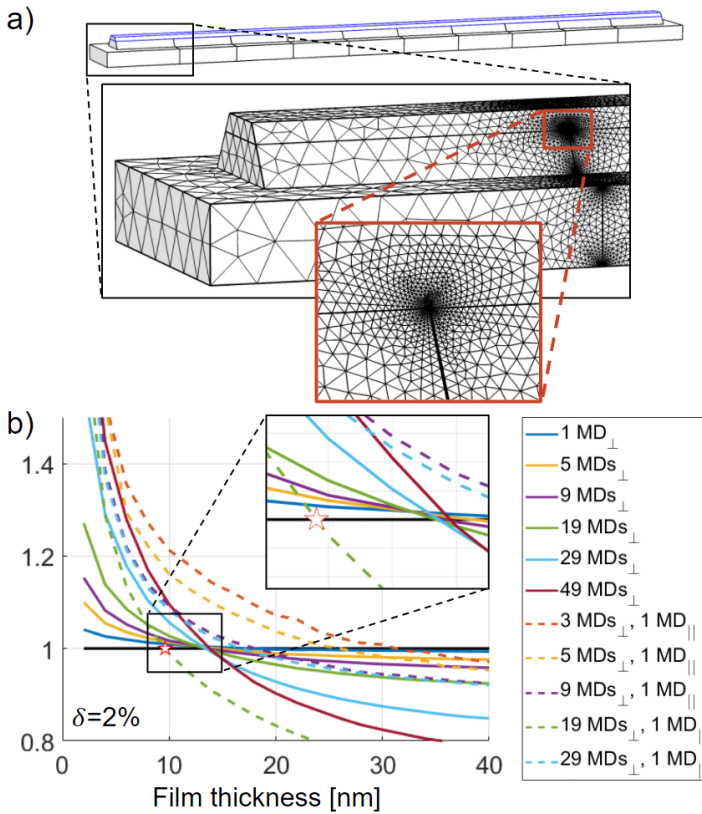 a)
b)
1.4
1.2
1
0.8
δ=2%
0
10
20
30
40
Film thickness [nm]
1 MD⊥
5 MDs⊥
9 MDs⊥
19 MDs⊥
29 MDs⊥
49 MDs⊥
3 MDs⊥, 1 MD||
5 MDs⊥, 1 MD||
9 MDs⊥, 1 MD||
19 MDs⊥, 1 MD|
29 MDs⊥, 1 MD|